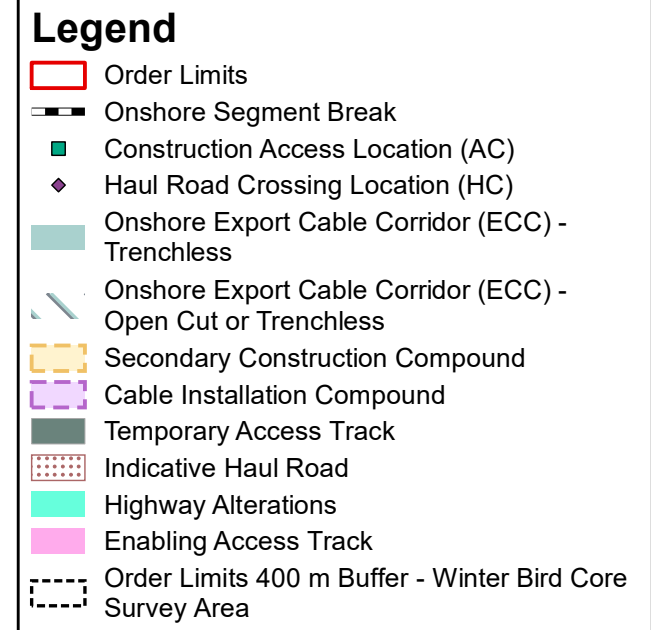 Legend
Order Limits
Onshore Segment Break
Construction Access Location (AC)
Haul Road Crossing Location (HC)
Onshore Export Cable Corridor (ECC) -
Trenchless
Onshore Export Cable Corridor (ECC) -
Open Cut or Trenchless
Secondary Construction Compound
Cable Installation Compound
Temporary Access Track
Indicative Haul Road
Highway Alterations
Enabling Access Track
Order Limits 400 m Buffer - Winter Bird Core
Survey Area